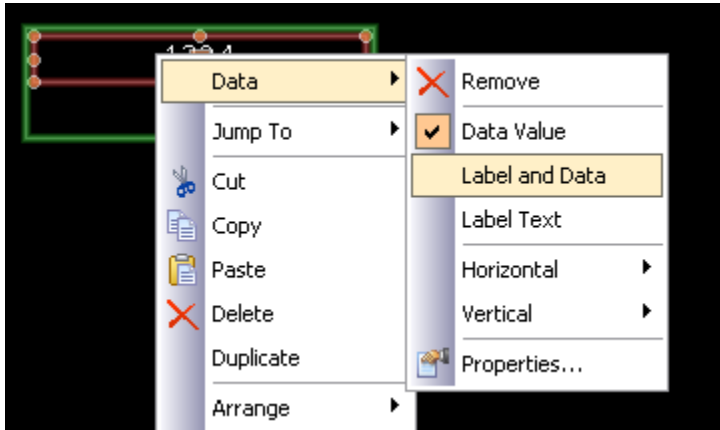 Data
Jump To
Cut
Copy
Paste
Delete
Duplicate
Arrange
Remove
Data Value
Label and Data
Label Text
Horizontal
Vertical
Properties...